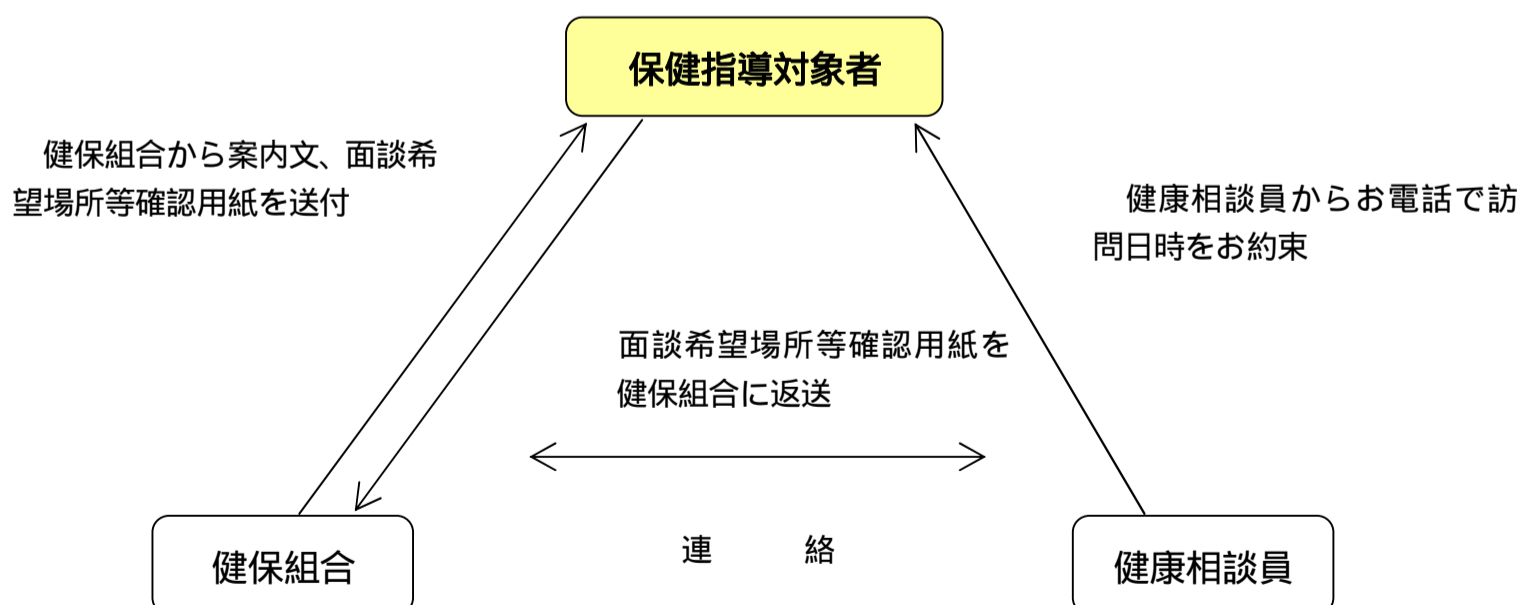 保健指導対象者
健保組合から案内文、面談希
望場所等確認用紙を送付
健康相談員からお電話で訪
問日時をお約束
面談希望場所等確認用紙を
健保組合に返送
連　　絡
健保組合
健康相談員